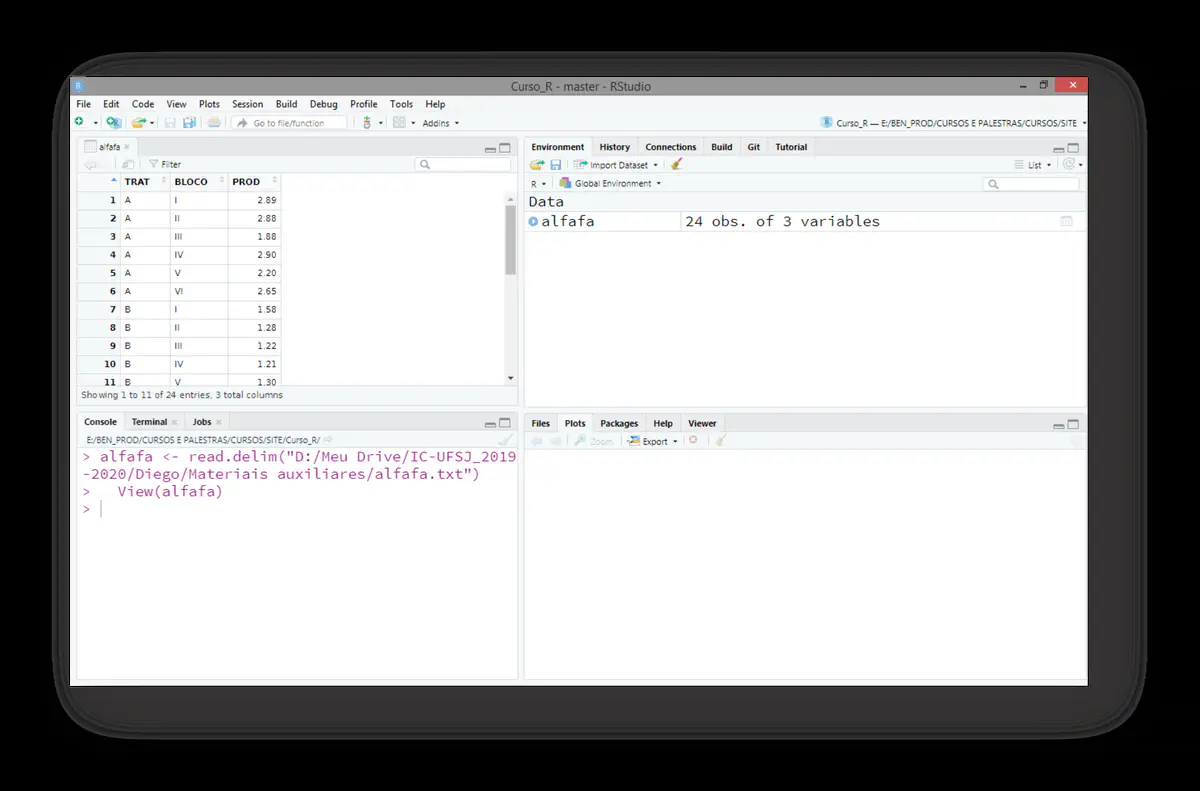 Curso_R - master - RStudio
File Edit Code View Plots Session Build Debug Profile Tools Help
Go to file/function Addins
Curso_R — E:/BEN_PROD/CURSOS E PALESTRAS/CURSOS/SITE
alfafa
Filter
TRAT BLOCO PROD
1 A I 2.89
2 A II 2.88
3 A III 1.88
4 A IV 2.90
5 A V 2.20
6 A VI 2.65
7 B I 1.58
8 B II 1.28
9 B III 1.22
10 B IV 1.21
11 B V 1.30
Showing 1 to 11 of 24 entries, 3 total columns
Environment History Connections Build Git Tutorial
Import Dataset List
R Global Environment
Data
alfafa 24 obs. of 3 variables
Console Terminal Jobs
E:/BEN_PROD/CURSOS E PALESTRAS/CURSOS/SITE/Curso_R/
> alfafa <- read.delim("D:/Meu Drive/IC-UFSJ_2019
-2020/Diego/Materiais auxiliares/alfafa.txt")
> View(alfafa)
>
Files Plots Packages Help Viewer
Zoom Export